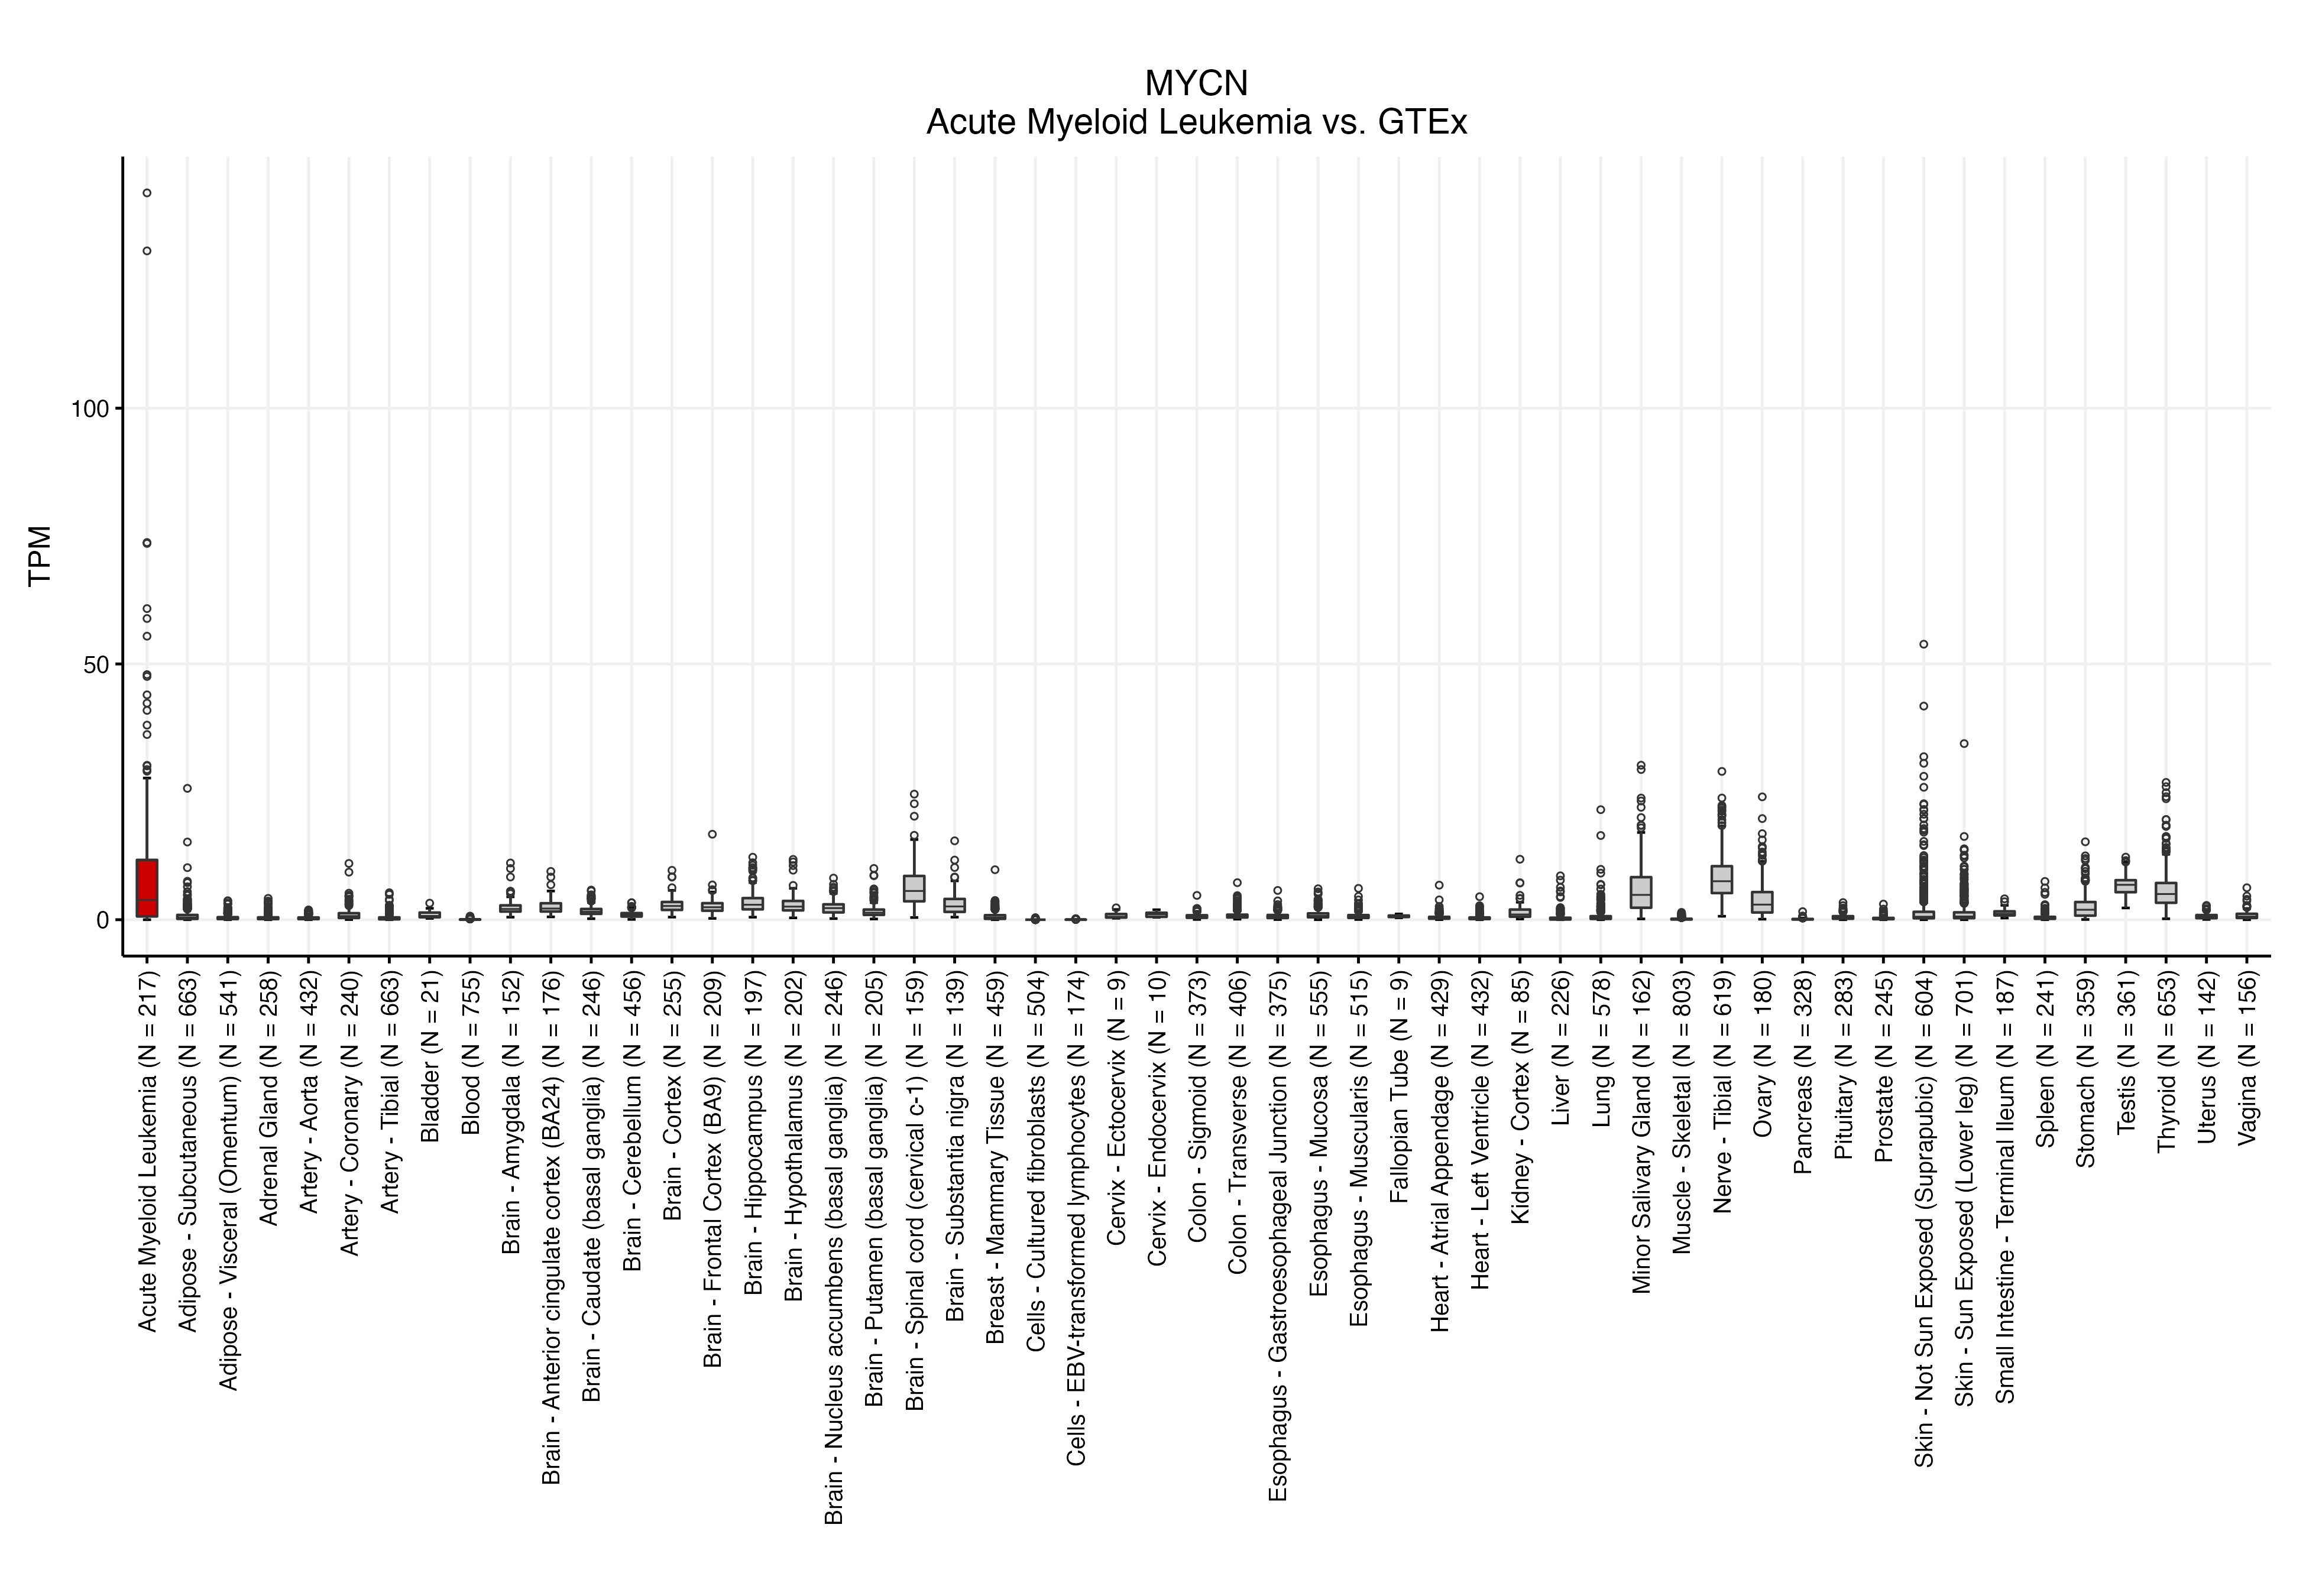 MYCN
Acute Myeloid Leukemia vs. GTEx
TPM
100
50
0
Acute Myeloid Leukemia (N = 217)
Adipose - Subcutaneous (N = 663)
Adipose - Visceral (Omentum) (N = 541)
Adrenal Gland (N = 258)
Artery - Aorta (N = 432)
Artery - Coronary (N = 240)
Artery - Tibial (N = 663)
Bladder (N = 21)
Blood (N = 755)
Brain - Amygdala (N = 152)
Brain - Anterior cingulate cortex (BA24) (N = 176)
Brain - Caudate (basal ganglia) (N = 246)
Brain - Cerebellum (N = 456)
Brain - Cortex (N = 255)
Brain - Frontal Cortex (BA9) (N = 209)
Brain - Hippocampus (N = 197)
Brain - Hypothalamus (N = 202)
Brain - Nucleus accumbens (basal ganglia) (N = 246)
Brain - Putamen (basal ganglia) (N = 205)
Brain - Spinal cord (cervical c-1) (N = 159)
Brain - Substantia nigra (N = 139)
Breast - Mammary Tissue (N = 459)
Cells - Cultured fibroblasts (N = 504)
Cells - EBV-transformed lymphocytes (N = 174)
Cervix - Ectocervix (N = 9)
Cervix - Endocervix (N = 10)
Colon - Sigmoid (N = 373)
Colon - Transverse (N = 406)
Esophagus - Gastroesophageal Junction (N = 375)
Esophagus - Mucosa (N = 555)
Esophagus - Muscularis (N = 515)
Fallopian Tube (N = 9)
Heart - Atrial Appendage (N = 429)
Heart - Left Ventricle (N = 432)
Kidney - Cortex (N = 85)
Liver (N = 226)
Lung (N = 578)
Minor Salivary Gland (N = 162)
Muscle - Skeletal (N = 803)
Nerve - Tibial (N = 619)
Ovary (N = 180)
Pancreas (N = 328)
Pituitary (N = 283)
Prostate (N = 245)
Skin - Not Sun Exposed (Suprapubic) (N = 604)
Skin - Sun Exposed (Lower leg) (N = 701)
Small Intestine - Terminal Ileum (N = 187)
Spleen (N = 241)
Stomach (N = 359)
Testis (N = 361)
Thyroid (N = 653)
Uterus (N = 142)
Vagina (N = 156)